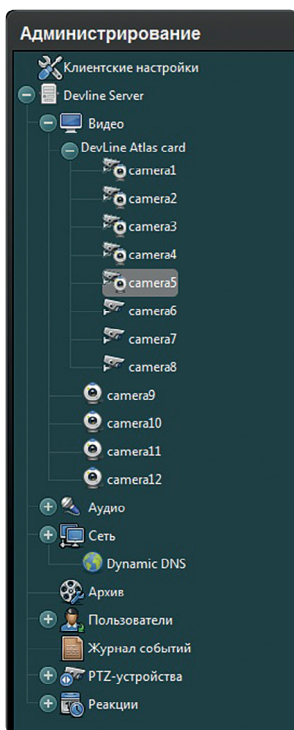 Администрирование
Клиентские настройки
Devline Server
Видео
DevLine Atlas card
camera1
camera2
camera3
camera4
camera5
camera6
camera7
camera8
camera9
camera10
camera11
camera12
Аудио
Сеть
Dynamic DNS
Архив
Пользователи
Журнал событий
PTZ-устройства
Реакции